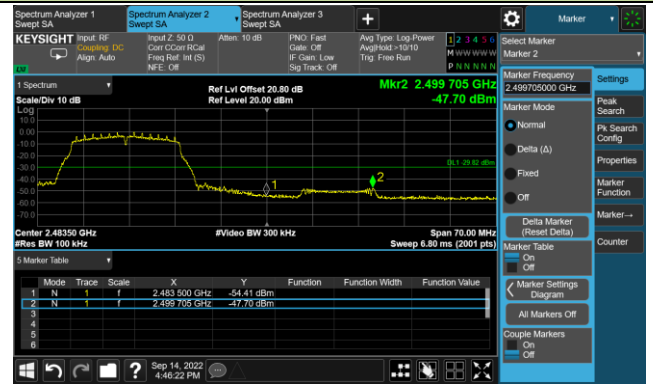 Spectrum Analyzer 1
Swept SA
Spectrum Analyzer 2
Swept SA
Spectrum Analyzer 3
Swept SA
+
Marker
KEYSIGHT
Input: RF
Coupling: DC
Align: Auto
Input Z: 50 Ω
Corr CCorr RCal
Freq Ref: Int (S)
NFE: Off
Atten: 10 dB
PNO: Fast
Gate: Off
IF Gain: Low
Sig Track: Off
Avg Type: Log-Power
Avg|Hold:>10/10
Trig: Free Run
1 2 3 4 5 6
M W W W W W
P N N N N N
Select Marker
Marker 2
1 Spectrum
Scale/Div 10 dB
Log
Ref Lvl Offset 20.80 dB
Ref Level 20.00 dBm
Mkr2 2.499 705 GHz
-47.70 dBm
10.0
0.00
-10.0
-20.0
-30.0
-40.0
-50.0
-60.0
-70.0
DL1 -29.82 dBm
1
2
Center 2.48350 GHz
#Res BW 100 kHz
#Video BW 300 kHz
Span 70.00 MHz
Sweep 6.80 ms (2001 pts)
5 Marker Table
Mode Trace Scale X Y Function Function Width Function Value
1 N 1 f 2.483 500 GHz -54.41 dBm
2 N 1 f 2.499 705 GHz -47.70 dBm
3
4
5
6
Marker Frequency
2.499705000 GHz
Marker Mode
Normal
Delta (Δ)
Fixed
Off
Delta Marker
(Reset Delta)
Marker Table
On
Off
Marker Settings
Diagram
All Markers Off
Couple Markers
On
Off
Settings
Peak
Search
Pk Search
Config
Properties
Marker
Function
Marker→
Counter
?
Sep 14, 2022
4:46:22 PM